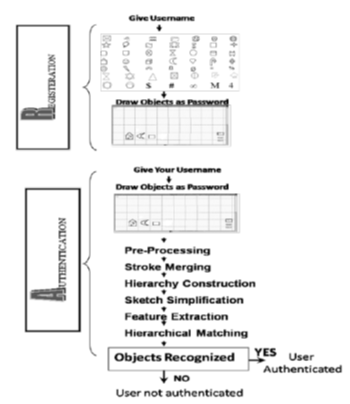 Give Username
REGISTERATION
$ # M 4
Draw Objects as Password
Give Your Username
AUTHENTICATION
Draw Objects as Password
Pre-Processing
Stroke Merging
Hierarchy Construction
Sketch Simplification
Feature Extraction
Hierarchical Matching
Objects Recognized
YES
User
Authenticated
NO
User not authenticated